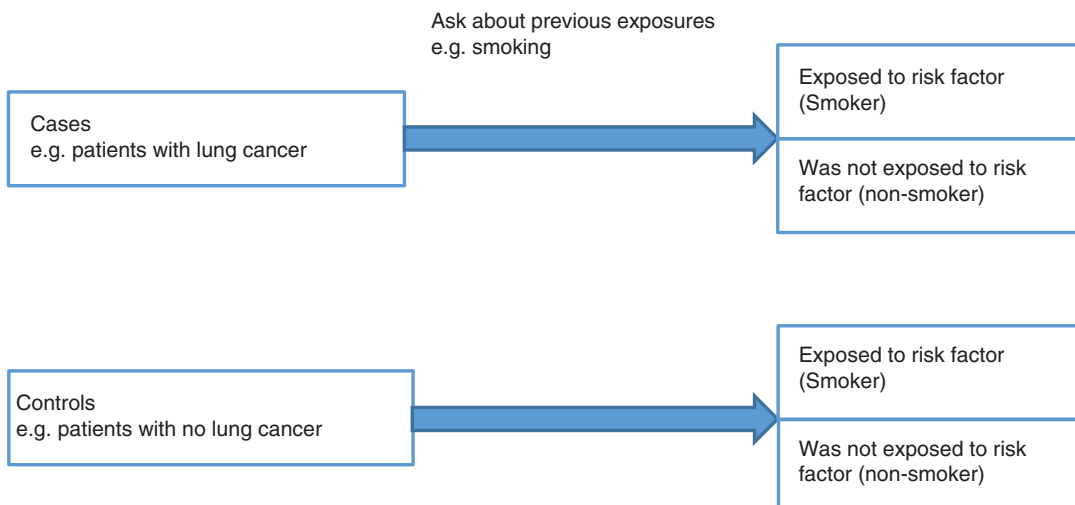 Ask about previous exposures
e.g. smoking
Cases
e.g. patients with lung cancer
Exposed to risk factor
(Smoker)
Was not exposed to risk
factor (non-smoker)
Controls
e.g. patients with no lung cancer
Exposed to risk factor
(Smoker)
Was not exposed to risk
factor (non-smoker)